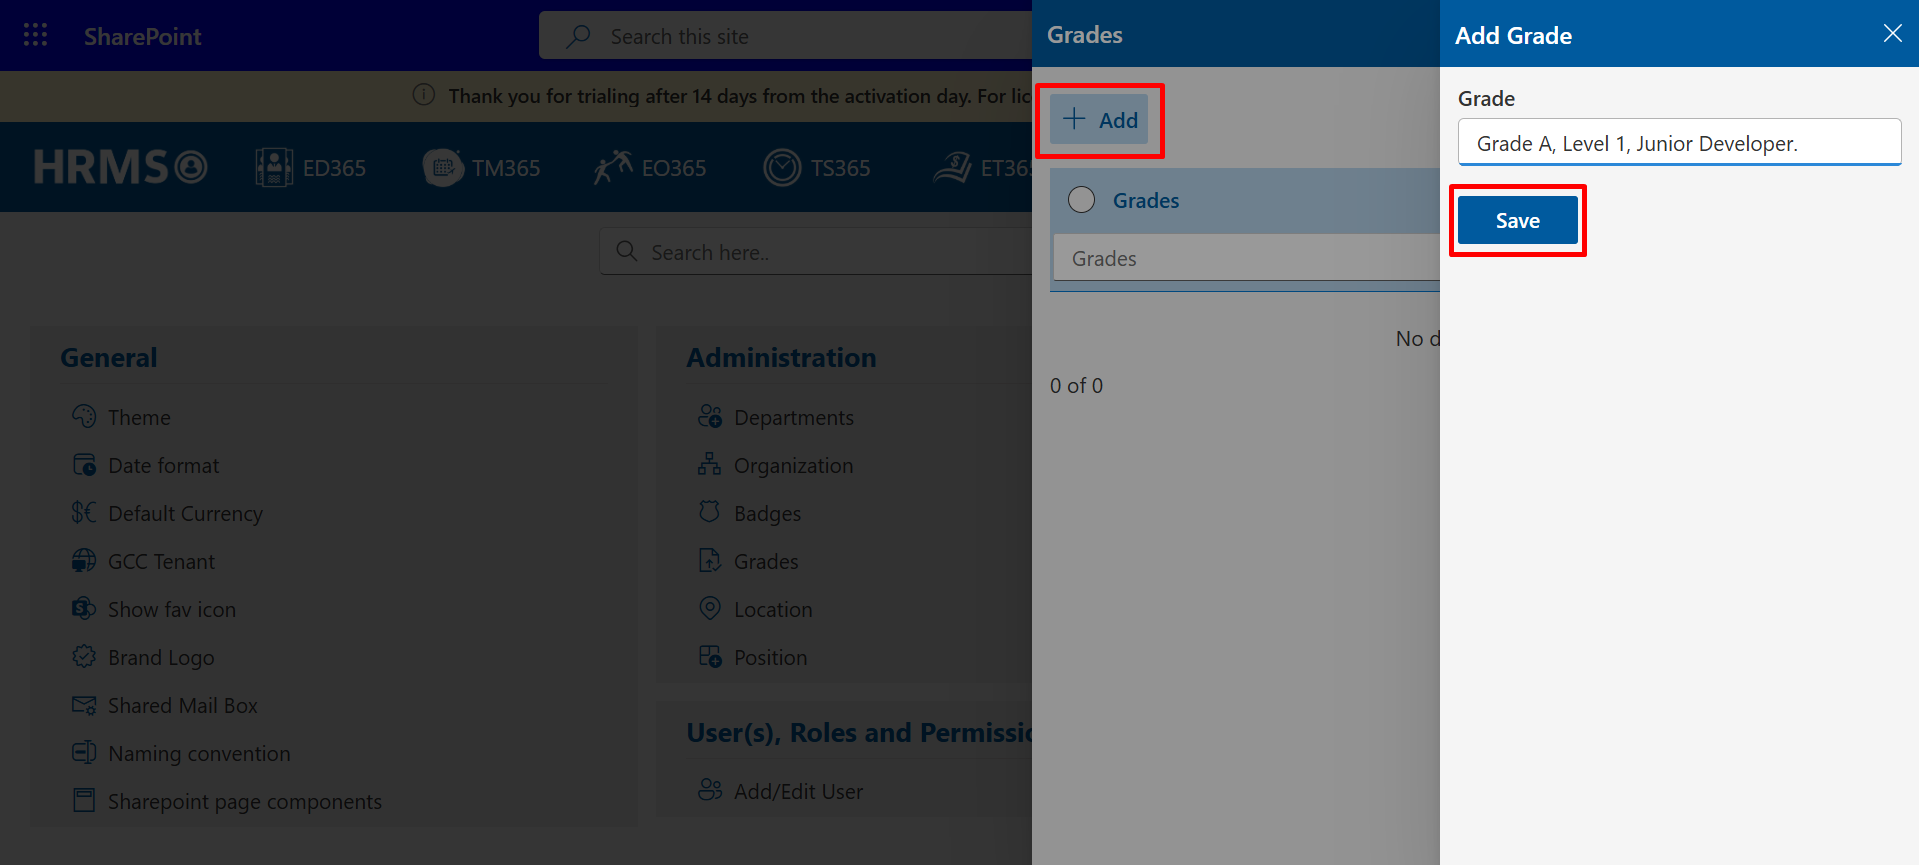 SharePoint
Search this site
Thank you for trialing after 14 days from the activation day. For lic
HRMS
ED365
TM365
EO365
TS365
ET365
Search here..
General
Theme
Date format
Default Currency
GCC Tenant
Show fav icon
Brand Logo
Shared Mail Box
Naming convention
Sharepoint page components
Administration
Departments
Organization
Badges
Grades
Location
Position
User(s), Roles and Permissio
Add/Edit User
Grades
+ Add
Grades
Grades
No d
0 of 0
Add Grade
Grade
Grade A, Level 1, Junior Developer.
Save